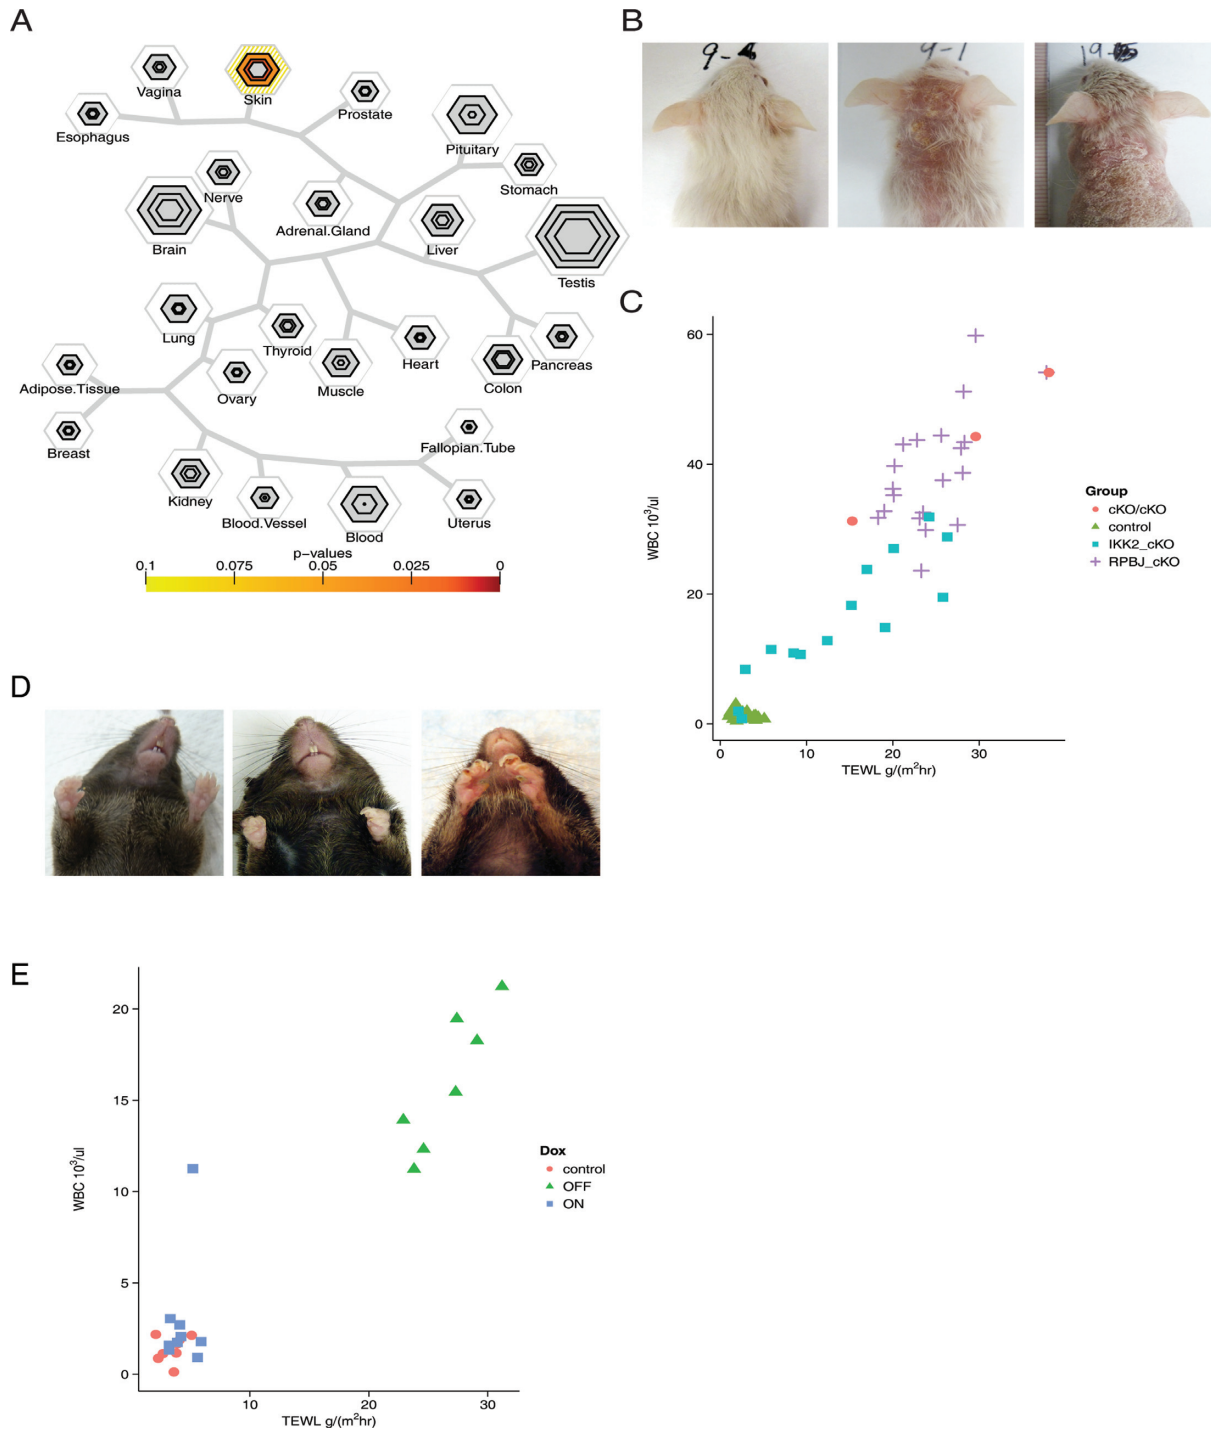 A
Vagina
Skin
Prostate
Esophagus
Pituitary
Nerve
Stomach
Adrenal.Gland
Brain
Liver
Testis
Lung
Thyroid
Heart
Pancreas
Muscle
Colon
Adipose.Tissue
Ovary
Breast
Fallopian.Tube
Kidney
Blood.Vessel
Uterus
Blood
p-values
0.1 0.075 0.05 0.025 0
B
9-1
C
60
40
20
0
WBC 10³/ul
0 10 20 30
TEWL g/(m²hr)
Group
cKO/cKO
control
IKK2_cKO
RPBJ_cKO
D
E
20
15
10
5
0
WBC 10³/ul
10 20 30
TEWL g/(m²hr)
Dox
control
OFF
ON